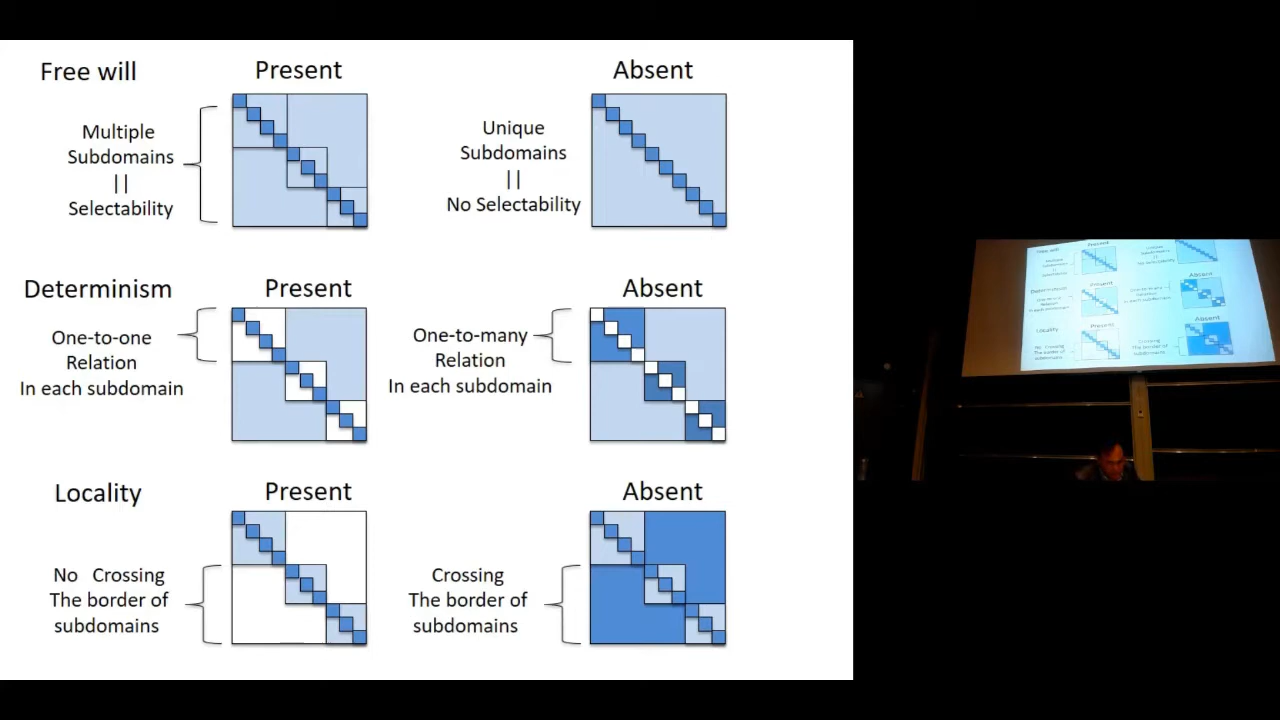 Free will
Present
Absent
Multiple
Subdomains
||
Selectability
Unique
Subdomains
||
No Selectability
Determinism
Present
Absent
One-to-one
Relation
In each subdomain
One-to-many
Relation
In each subdomain
Locality
Present
Absent
No Crossing
The border of
subdomains
Crossing
The border of
subdomains